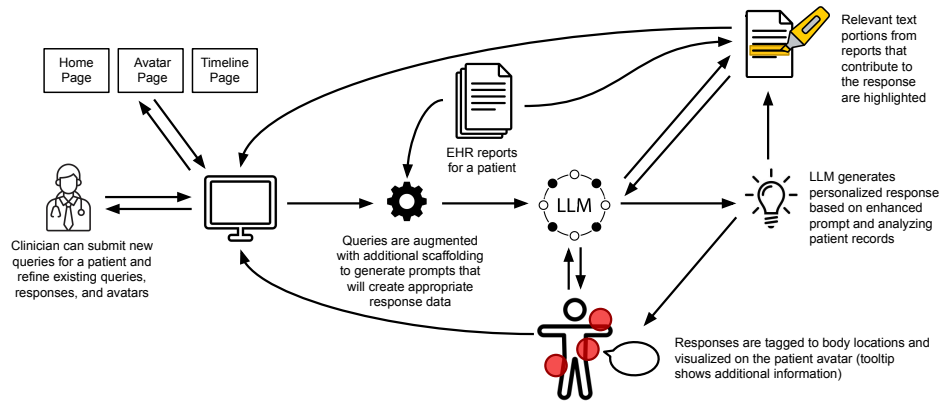 Home
Page
Avatar
Page
Timeline
Page
Relevant text
portions from
reports that
contribute to
the response
are highlighted
EHR reports
for a patient
Clinician can submit new
queries for a patient and
refine existing queries,
responses, and avatars
Queries are augmented
with additional scaffolding
to generate prompts that
will create appropriate
response data
LLM
LLM generates
personalized response
based on enhanced
prompt and analyzing
patient records
Responses are tagged to body locations and
visualized on the patient avatar (tooltip
shows additional information)